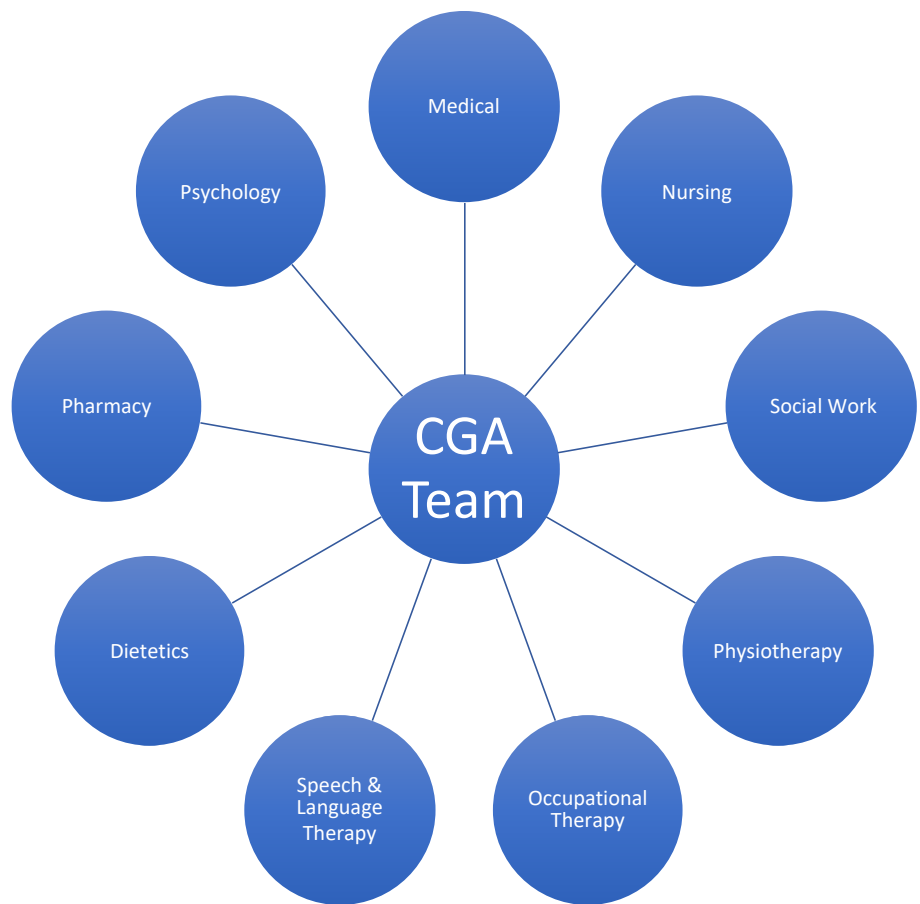 Medical
Nursing
Social Work
Physiotherapy
Occupational
Therapy
Speech &
Language
Therapy
Dietetics
Pharmacy
Psychology
CGA
Team